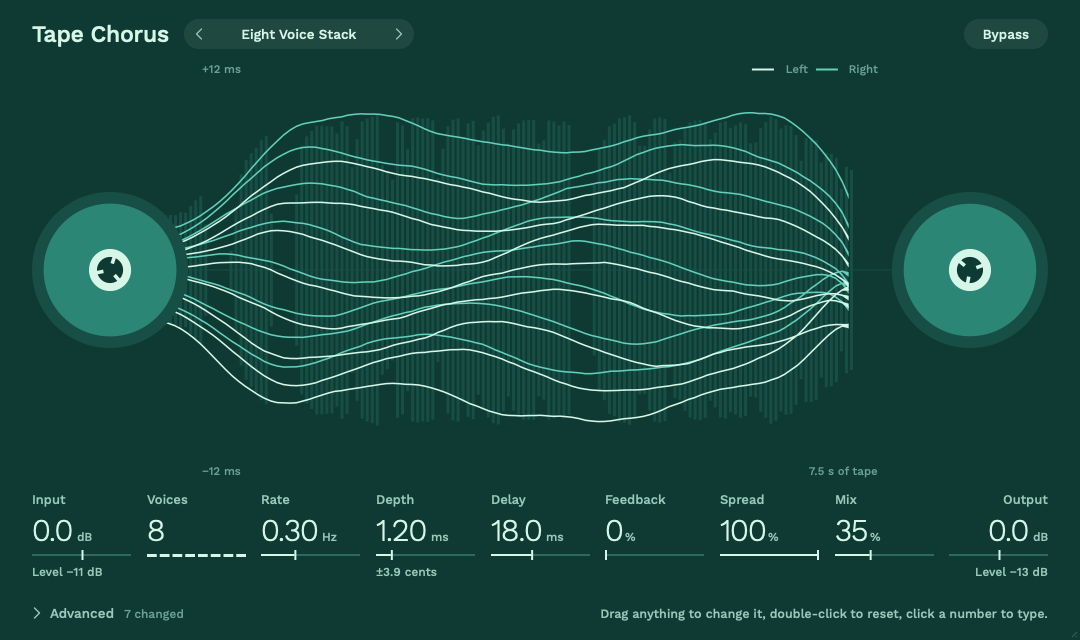 Tape Chorus
Eight Voice Stack
Bypass
+12 ms
Left
Right
−12 ms
7.5 s of tape
Input
Voices
Rate
Depth
Delay
Feedback
Spread
Mix
Output
0.0 dB
8
0.30 Hz
1.20 ms
18.0 ms
0%
100%
35%
0.0 dB
Level −11 dB
±3.9 cents
Level −13 dB
Advanced
7 changed
Drag anything to change it, double-click to reset, click a number to type.